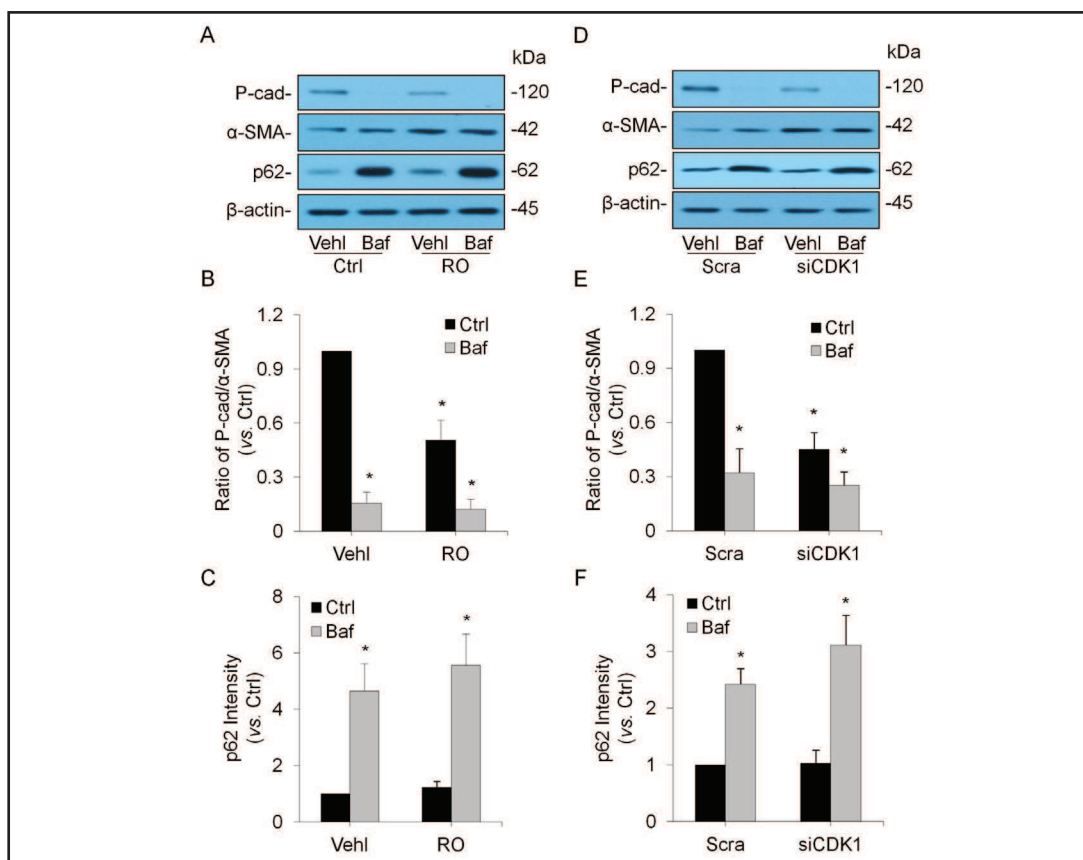 A
kDa
P-cad-
-120
α-SMA-
-42
p62-
-62
β-actin-
-45
Vehl Baf Vehl Baf
Ctrl RO
B
Ratio of P-cad/α-SMA
(vs. Ctrl)
1.2
0.9
0.6
0.3
0
Ctrl
Baf
*
*
*
Vehl RO
C
p62 Intensity
(vs. Ctrl)
8
6
4
2
0
Ctrl
Baf
*
*
Vehl RO
D
kDa
P-cad-
-120
α-SMA-
-42
p62-
-62
β-actin-
-45
Vehl Baf Vehl Baf
Scra siCDK1
E
Ratio of P-cad/α-SMA
(vs. Ctrl)
1.2
0.9
0.6
0.3
0
Ctrl
Baf
*
*
*
Scra siCDK1
F
p62 Intensity
(vs. Ctrl)
4
3
2
1
0
Ctrl
Baf
*
*
Scra siCDK1